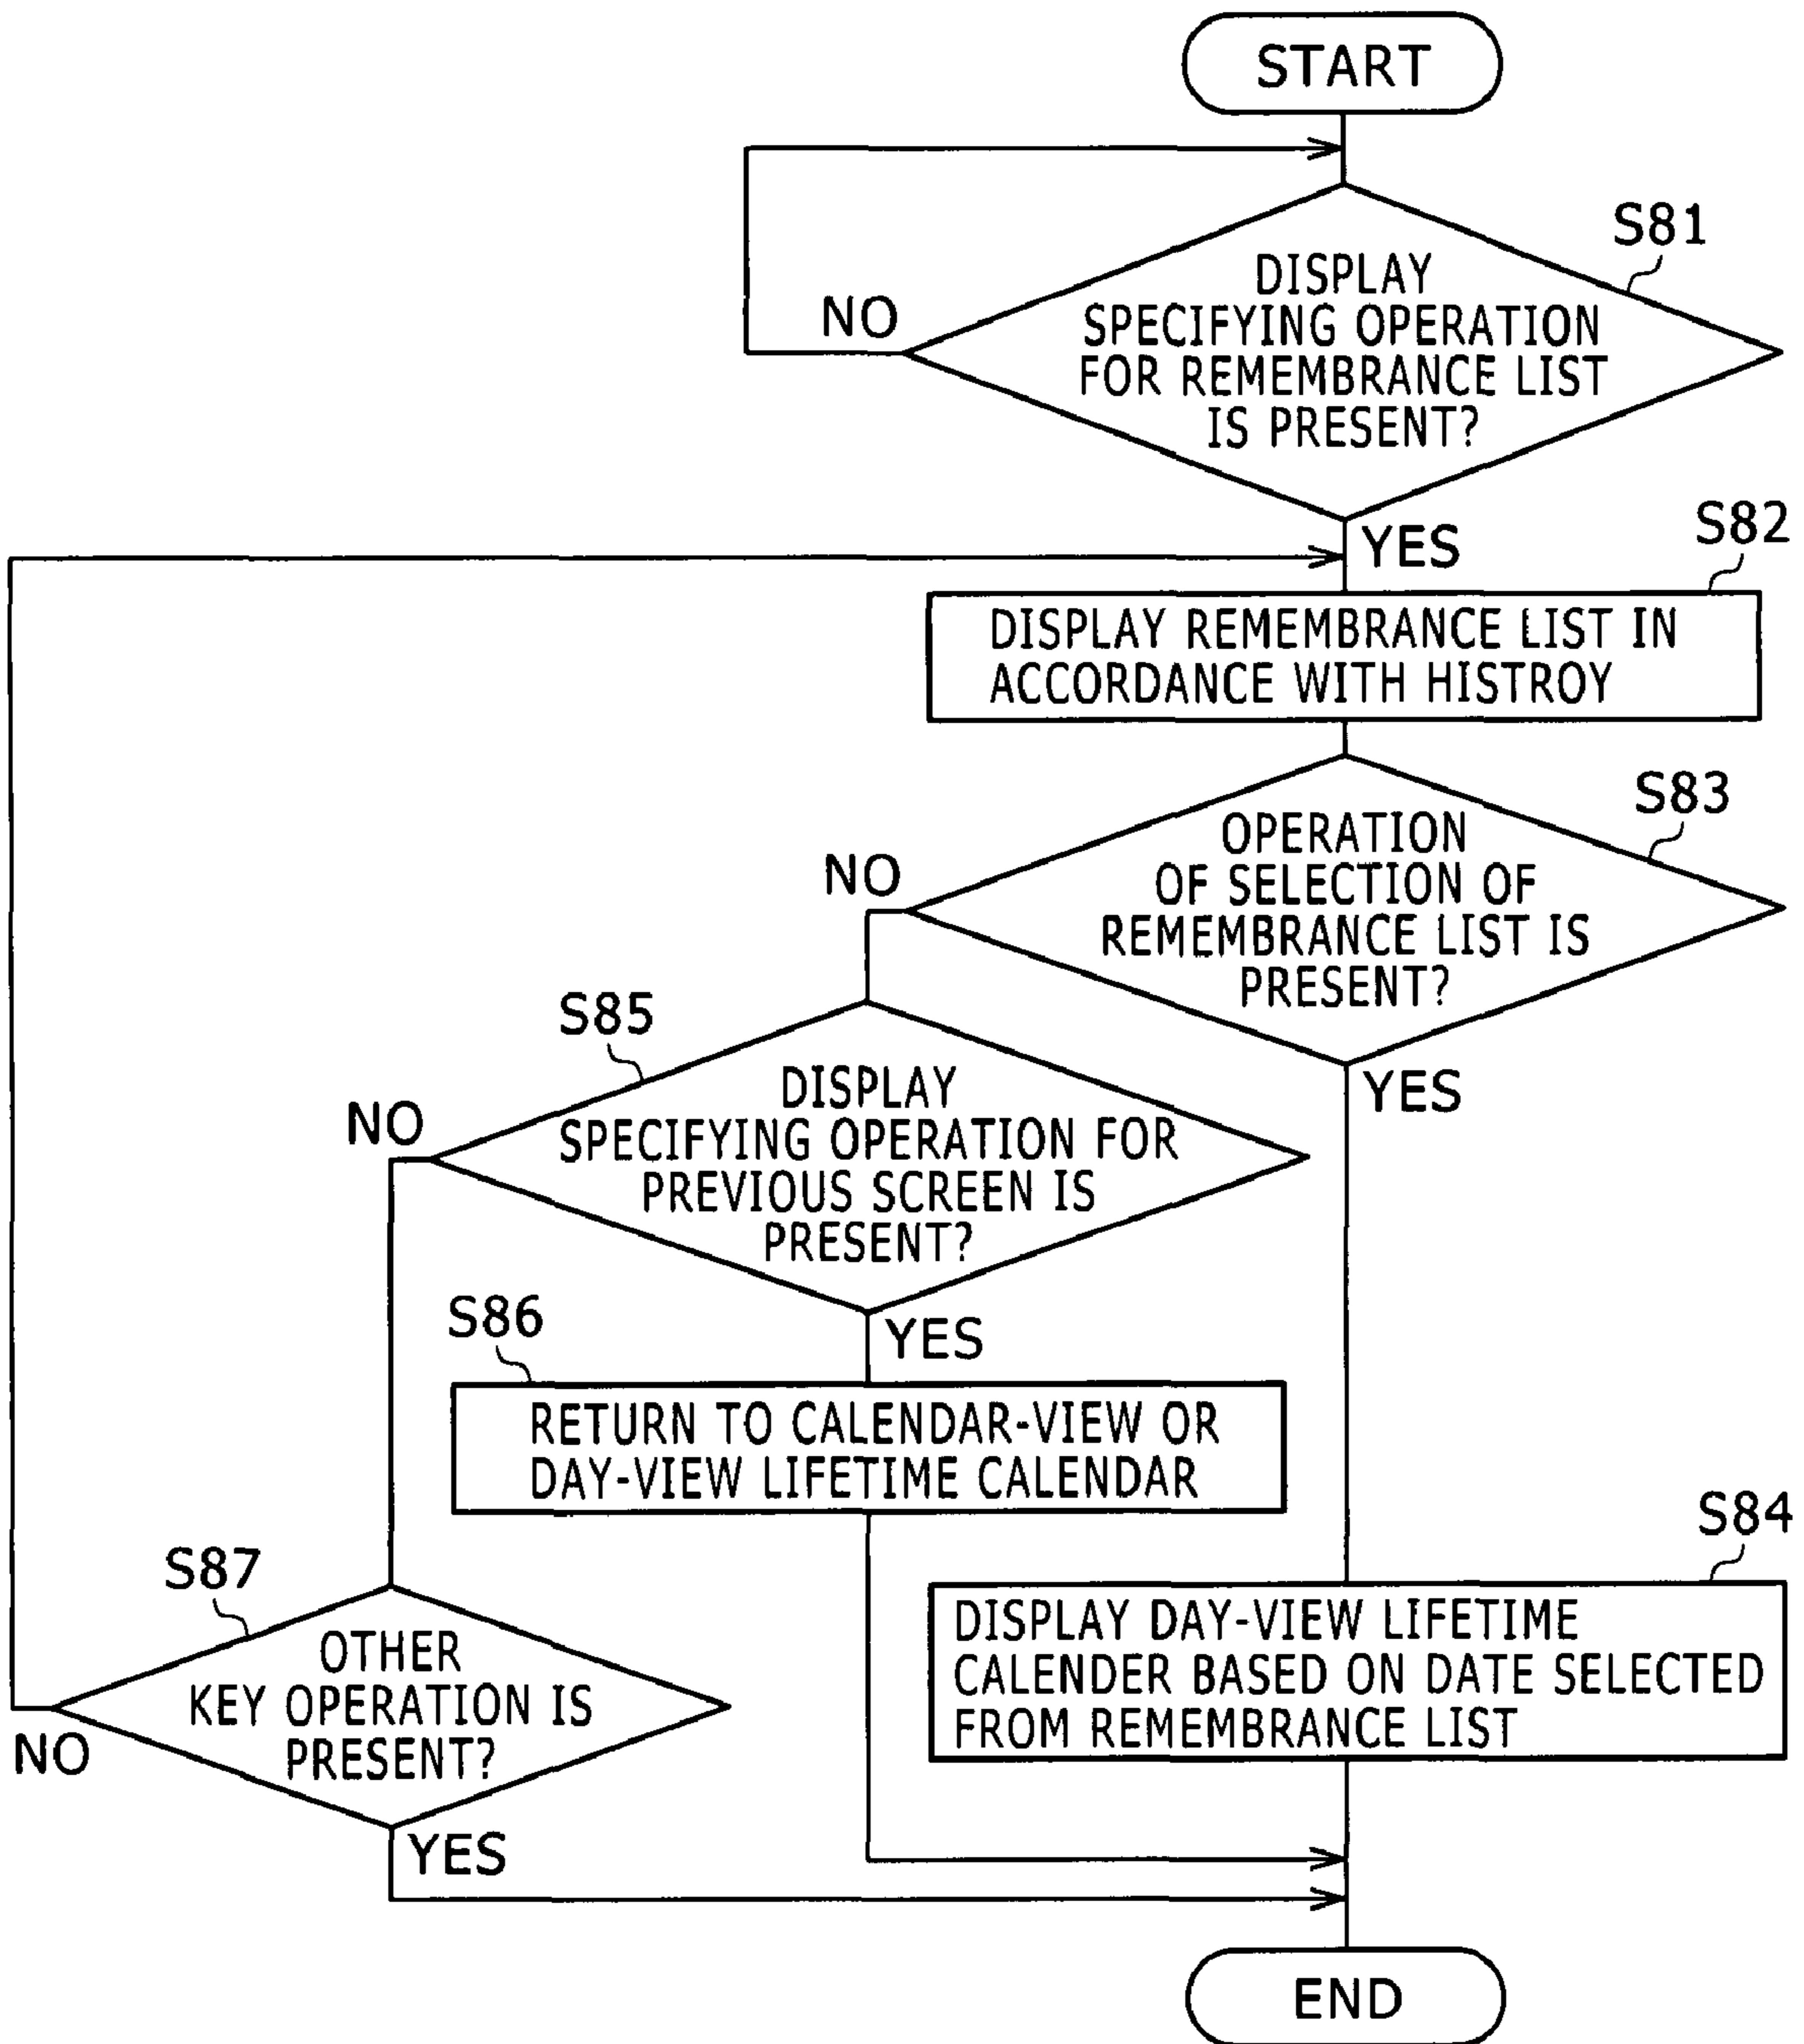 START
S81
DISPLAY
SPECIFYING OPERATION
FOR REMEMBRANCE LIST
IS PRESENT?
NO
YES
S82
DISPLAY REMEMBRANCE LIST IN
ACCORDANCE WITH HISTROY
S83
OPERATION
OF SELECTION OF
REMEMBRANCE LIST IS
PRESENT?
NO
YES
S85
DISPLAY
SPECIFYING OPERATION FOR
PREVIOUS SCREEN IS
PRESENT?
NO
YES
S86
RETURN TO CALENDAR-VIEW OR
DAY-VIEW LIFETIME CALENDAR
S84
DISPLAY DAY-VIEW LIFETIME
CALENDER BASED ON DATE SELECTED
FROM REMEMBRANCE LIST
S87
OTHER
KEY OPERATION IS
PRESENT?
NO
YES
END